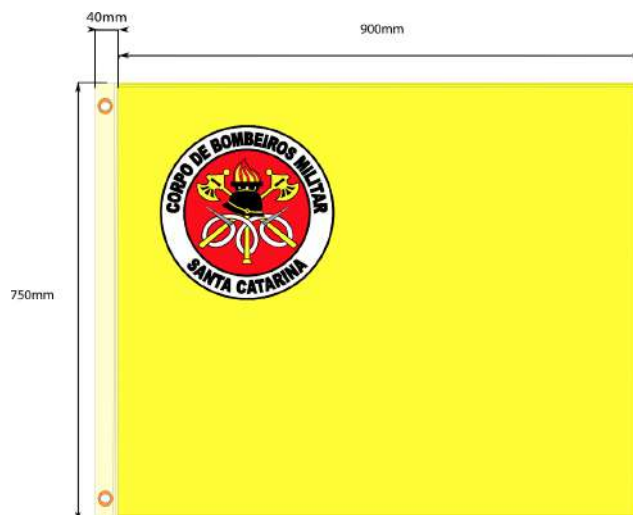 40mm
900mm
CORPO DE BOMBEIROS MILITAR
SANTA CATARINA
750mm